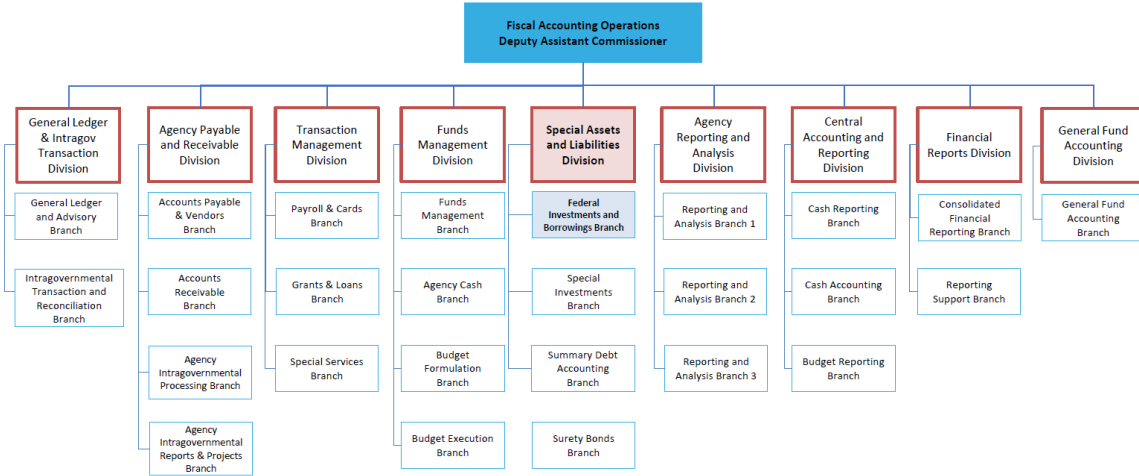 Fiscal Accounting Operations
Deputy Assistant Commissioner
General Ledger
& Intragov
Transaction
Division
Agency Payable
and Receivable
Division
Transaction
Management
Division
Funds
Management
Division
Special Assets
and Liabilities
Division
Agency
Reporting and
Analysis
Division
Central
Accounting and
Reporting
Division
Financial
Reports Division
General Fund
Accounting
Division
General Ledger
and Advisory
Branch
Accounts Payable
& Vendors
Branch
Payroll & Cards
Branch
Funds
Management
Branch
Federal
Investments and
Borrowings Branch
Reporting and
Analysis Branch 1
Cash Reporting
Branch
Consolidated
Financial
Reporting Branch
General Fund
Accounting
Branch
Intragovernmental
Transaction and
Reconciliation
Branch
Accounts
Receivable
Branch
Grants & Loans
Branch
Agency Cash
Branch
Special
Investments
Branch
Reporting and
Analysis Branch 2
Cash Accounting
Branch
Reporting
Support Branch
Agency
Intragovernmental
Processing Branch
Special Services
Branch
Budget
Formulation
Branch
Summary Debt
Accounting
Branch
Reporting and
Analysis Branch 3
Budget Reporting
Branch
Agency
Intragovernmental
Reports & Projects
Branch
Budget Execution
Branch
Surety Bonds
Branch